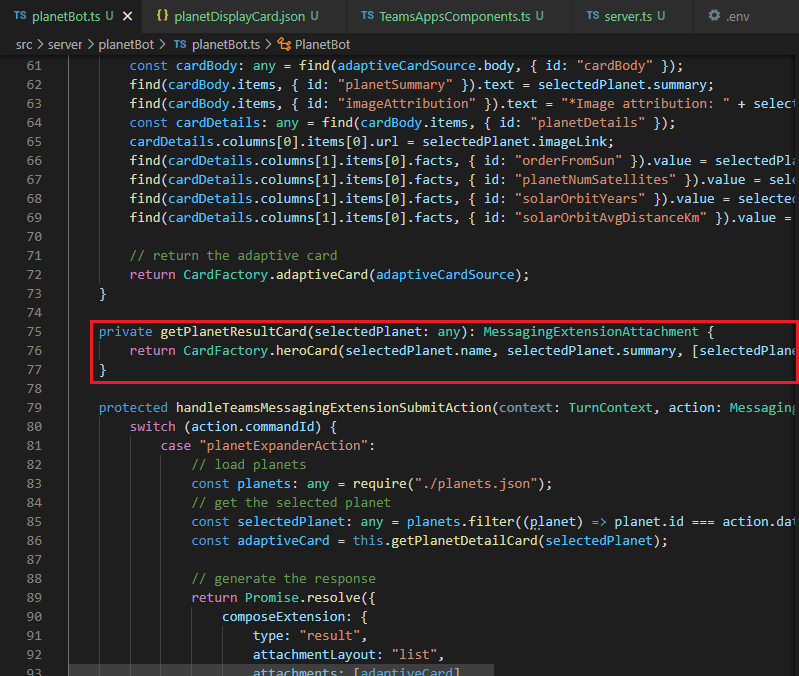 TS planetBot.ts U
{} planetDisplayCard.json U
TS TeamsAppsComponents.ts U
TS server.ts U
.env
src > server > planetBot > TS planetBot.ts > PlanetBot
61 const cardBody: any = find(adaptiveCardSource.body, { id: "cardBody" });
62 find(cardBody.items, { id: "planetSummary" }).text = selectedPlanet.summary;
63 find(cardBody.items, { id: "imageAttribution" }).text = "*Image attribution: " + select
64 const cardDetails: any = find(cardBody.items, { id: "planetDetails" });
65 cardDetails.columns[0].items[0].url = selectedPlanet.imageLink;
66 find(cardDetails.columns[1].items[0].facts, { id: "orderFromSun" }).value = selectedPla
67 find(cardDetails.columns[1].items[0].facts, { id: "planetNumSatellites" }).value = sele
68 find(cardDetails.columns[1].items[0].facts, { id: "solarOrbitYears" }).value = selected
69 find(cardDetails.columns[1].items[0].facts, { id: "solarOrbitAvgDistanceKm" }).value =
70
71 // return the adaptive card
72 return CardFactory.adaptiveCard(adaptiveCardSource);
73 }
74
75 private getPlanetResultCard(selectedPlanet: any): MessagingExtensionAttachment {
76 return CardFactory.heroCard(selectedPlanet.name, selectedPlanet.summary, [selectedPlane
77 }
78
79 protected handleTeamsMessagingExtensionSubmitAction(context: TurnContext, action: Messaging
80 switch (action.commandId) {
81 case "planetExpanderAction":
82 // load planets
83 const planets: any = require("./planets.json");
84 // get the selected planet
85 const selectedPlanet: any = planets.filter((planet) => planet.id === action.dat
86 const adaptiveCard = this.getPlanetDetailCard(selectedPlanet);
87
88 // generate the response
89 return Promise.resolve({
90 composeExtension: {
91 type: "result",
92 attachmentLayout: "list",
93 attachments: [adaptiveCard]